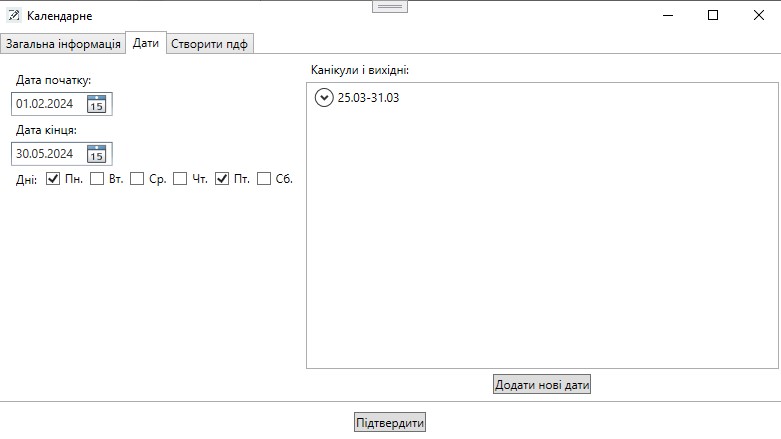 Календарне
Загальна інформація Дати Створити пдф
Дата початку:
01.02.2024 15
Дата кінця:
30.05.2024 15
Дні: Пн. Вт. Ср. Чт. Пт. Сб.
Канікули і вихідні:
25.03-31.03
Додати нові дати
Підтвердити